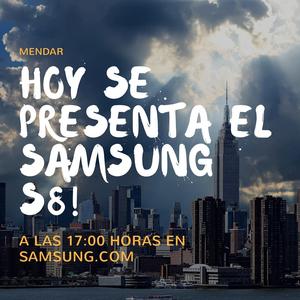 MENDAR
HOY SE
PRESENTA EL
SAMSUNG
S8!
A LAS 17:00 HORAS EN
SAMSUNG.COM